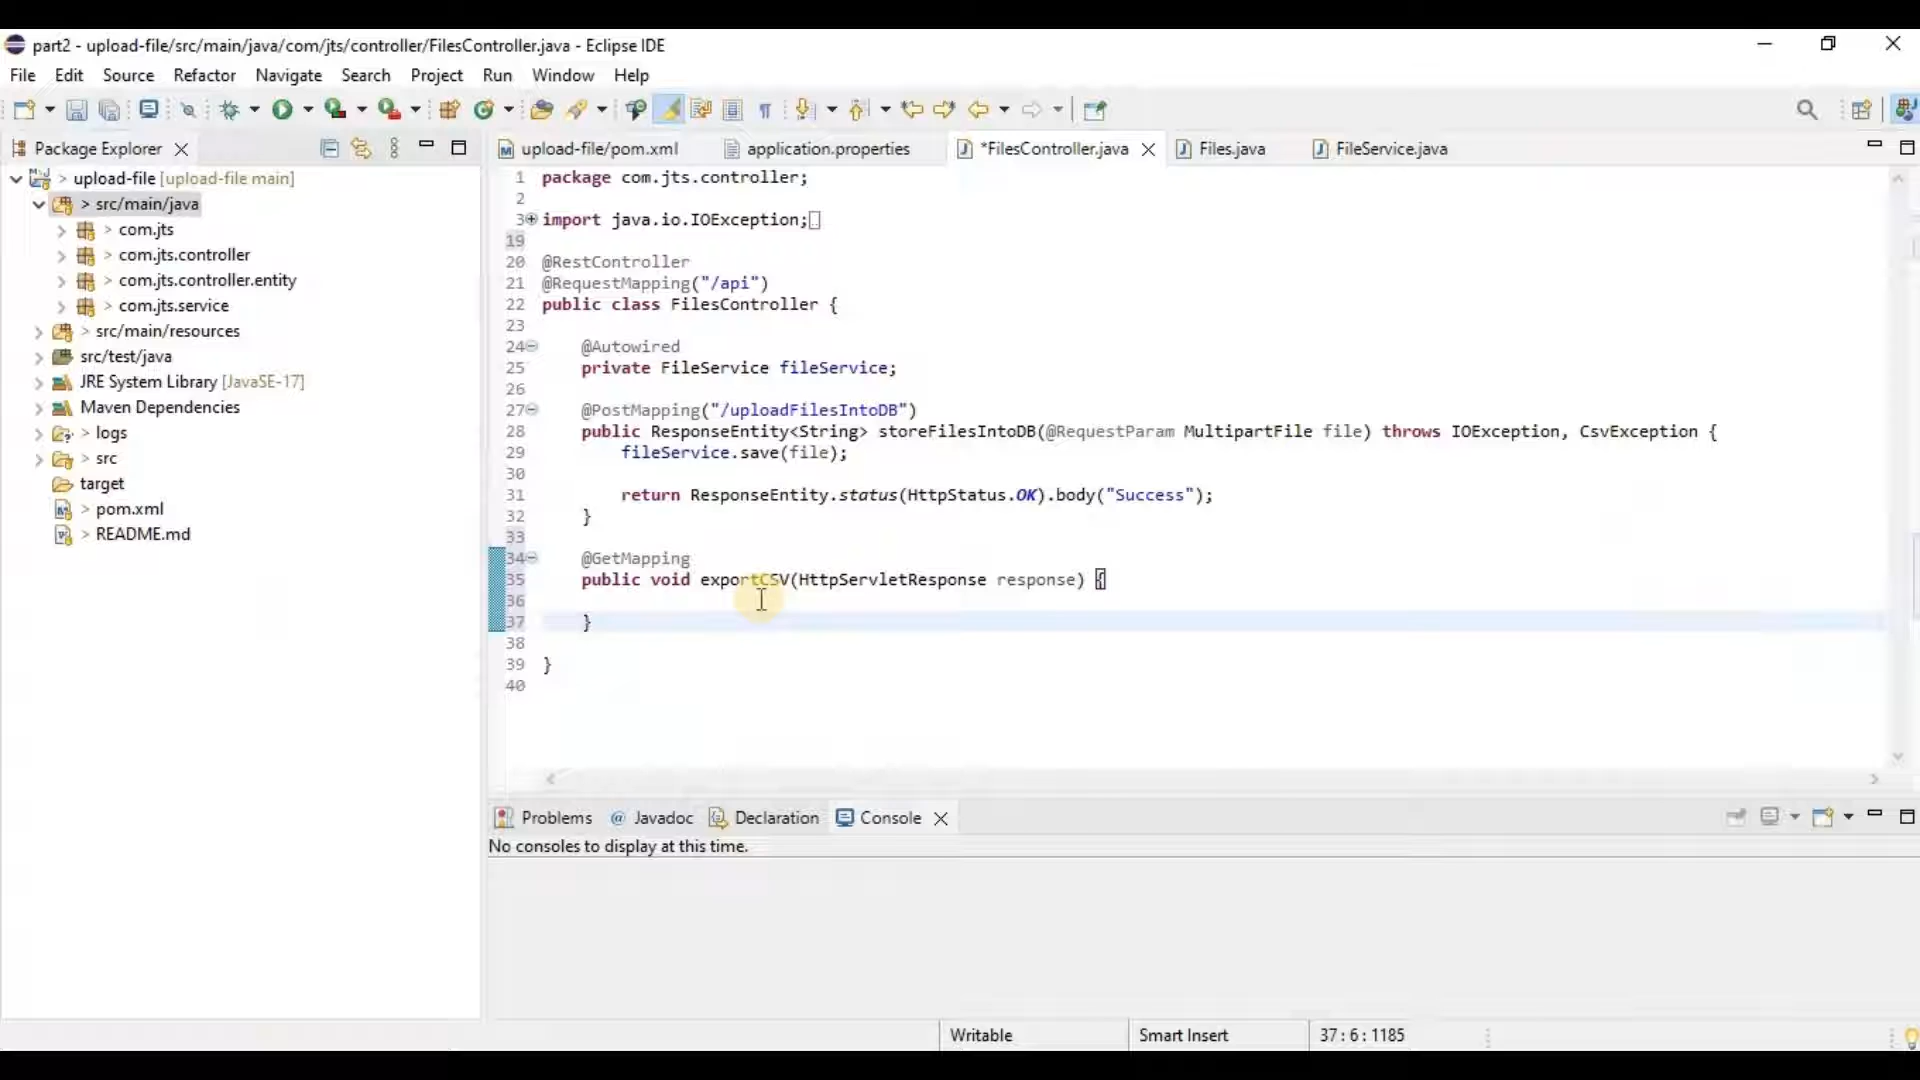 part2 - upload-file/src/main/java/com/jts/controller/FilesController.java - Eclipse IDE
File Edit Source Refactor Navigate Search Project Run Window Help
Package Explorer
upload-file/pom.xml application.properties *FilesController.java Files.java FileService.java
> upload-file [upload-file main]
> src/main/java
> com.jts
> com.jts.controller
> com.jts.controller.entity
> com.jts.service
> src/main/resources
src/test/java
JRE System Library [JavaSE-17]
Maven Dependencies
> logs
> src
target
> pom.xml
> README.md
1 package com.jts.controller;
2
3 import java.io.IOException;
19
20 @RestController
21 @RequestMapping("/api")
22 public class FilesController {
23
24 @Autowired
25 private FileService fileService;
26
27 @PostMapping("/uploadFilesIntoDB")
28 public ResponseEntity<String> storeFilesIntoDB(@RequestParam MultipartFile file) throws IOException, CsvException {
29 fileService.save(file);
30
31 return ResponseEntity.status(HttpStatus.OK).body("Success");
32 }
33
34 @GetMapping
35 public void exportCSV(HttpServletResponse response) {
36
37 }
38
39 }
40
Problems @ Javadoc Declaration Console
No consoles to display at this time.
Writable Smart Insert 37 : 6 : 1185